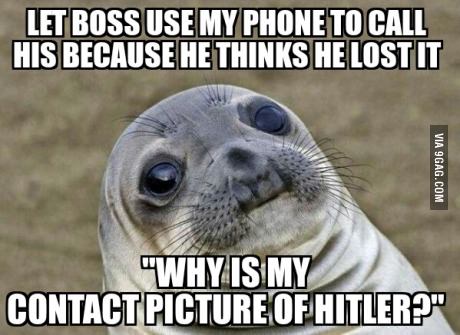 LET BOSS USE MY PHONE TO CALL
HIS BECAUSE HE THINKS HE LOST IT
VIA 9GAG.COM
"WHY IS MY
CONTACT PICTURE OF HITLER?"